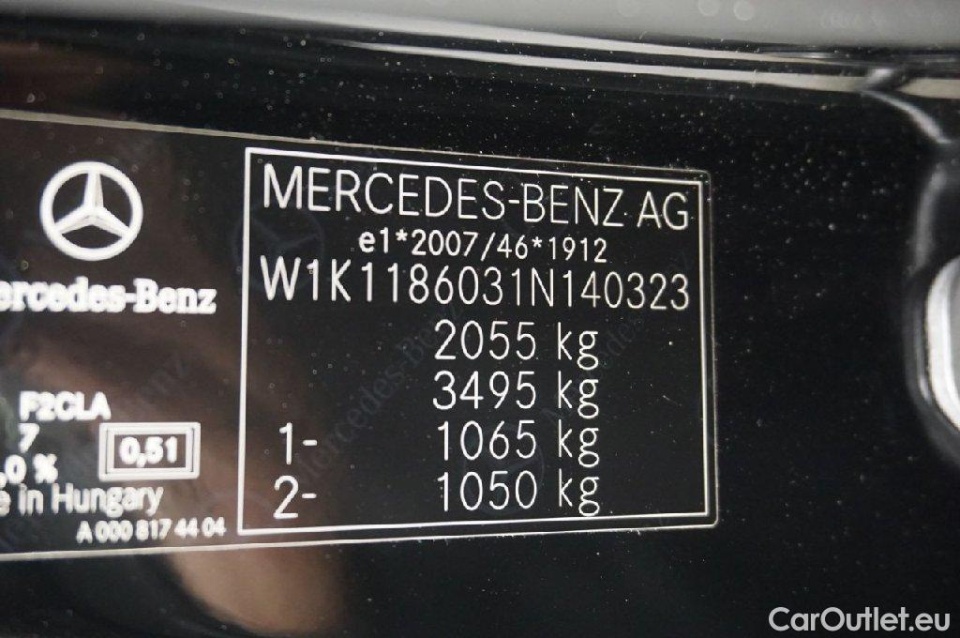 MERCEDES-BENZ AG
e1*2007/46*1912
W1K1186031N140323
2055 kg
3495 kg
1- 1065 kg
2- 1050 kg
ercedes-Benz
F2CLA
7
,0 %
0,51
e in Hungary
A 000 817 44 04
CarOutlet.eu